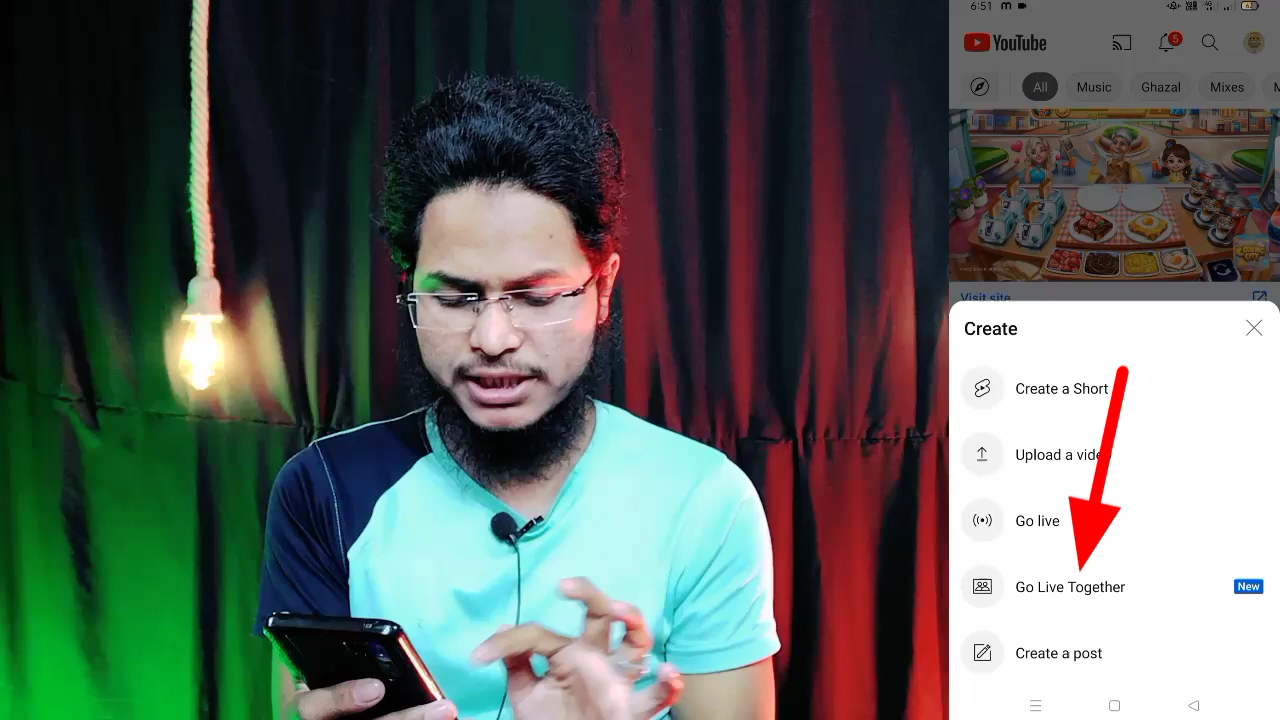 6:51
YouTube
5
All
Music
Ghazal
Mixes
Visit site
Create
Create a Short
Upload a video
Go live
Go Live Together
New
Create a post